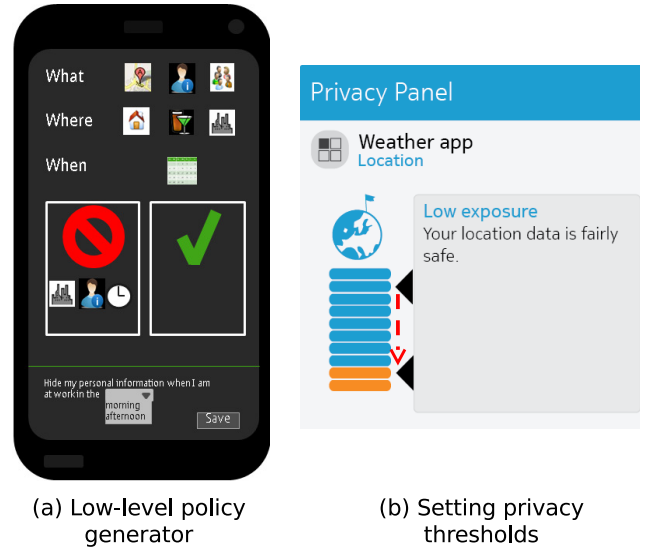 What
Where
When
Hide my personal information when I am
at work in the
morning
afternoon
Save
(a) Low-level policy
generator
Privacy Panel
Weather app
Location
Low exposure
Your location data is fairly
safe.
(b) Setting privacy
thresholds